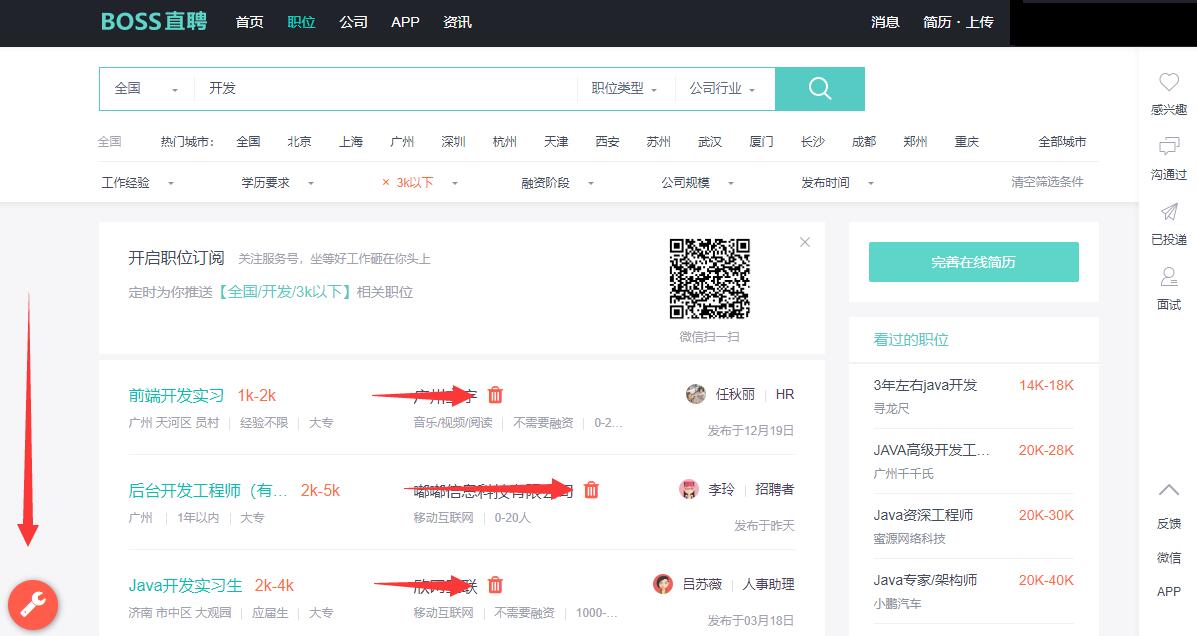 BOSS直聘 首页 职位 公司 APP 资讯 消息 简历·上传
全国 开发 职位类型 公司行业
全国 热门城市： 全国 北京 上海 广州 深圳 杭州 天津 西安 苏州 武汉 厦门 长沙 成都 郑州 重庆 全部城市
工作经验 学历要求 × 3k以下 融资阶段 公司规模 发布时间 清空筛选条件
感兴趣
沟通过
已投递
面试
开启职位订阅 关注服务号，坐等好工作砸在你头上
定时为你推送【全国/开发/3k以下】相关职位
微信扫一扫
完善在线简历
前端开发实习 1k-2k 广州 任秋丽 HR
广州 天河区 员村 经验不限 大专 音乐/视频/阅读 不需要融资 0-2... 发布于12月19日
后台开发工程师（有... 2k-5k 嘟嘟信息科技有限公司 李玲 招聘者
广州 1年以内 大专 移动互联网 0-20人 发布于昨天
Java开发实习生 2k-4k 欣网 联 吕苏薇 人事助理
济南 市中区 大观园 应届生 大专 移动互联网 不需要融资 1000-... 发布于03月18日
看过的职位
3年左右java开发 14K-18K
寻龙尺
JAVA高级开发工... 20K-28K
广州千千氏
Java资深工程师 20K-30K
蜜源网络科技
Java专家/架构师 20K-40K
小鹏汽车
反馈
微信
APP